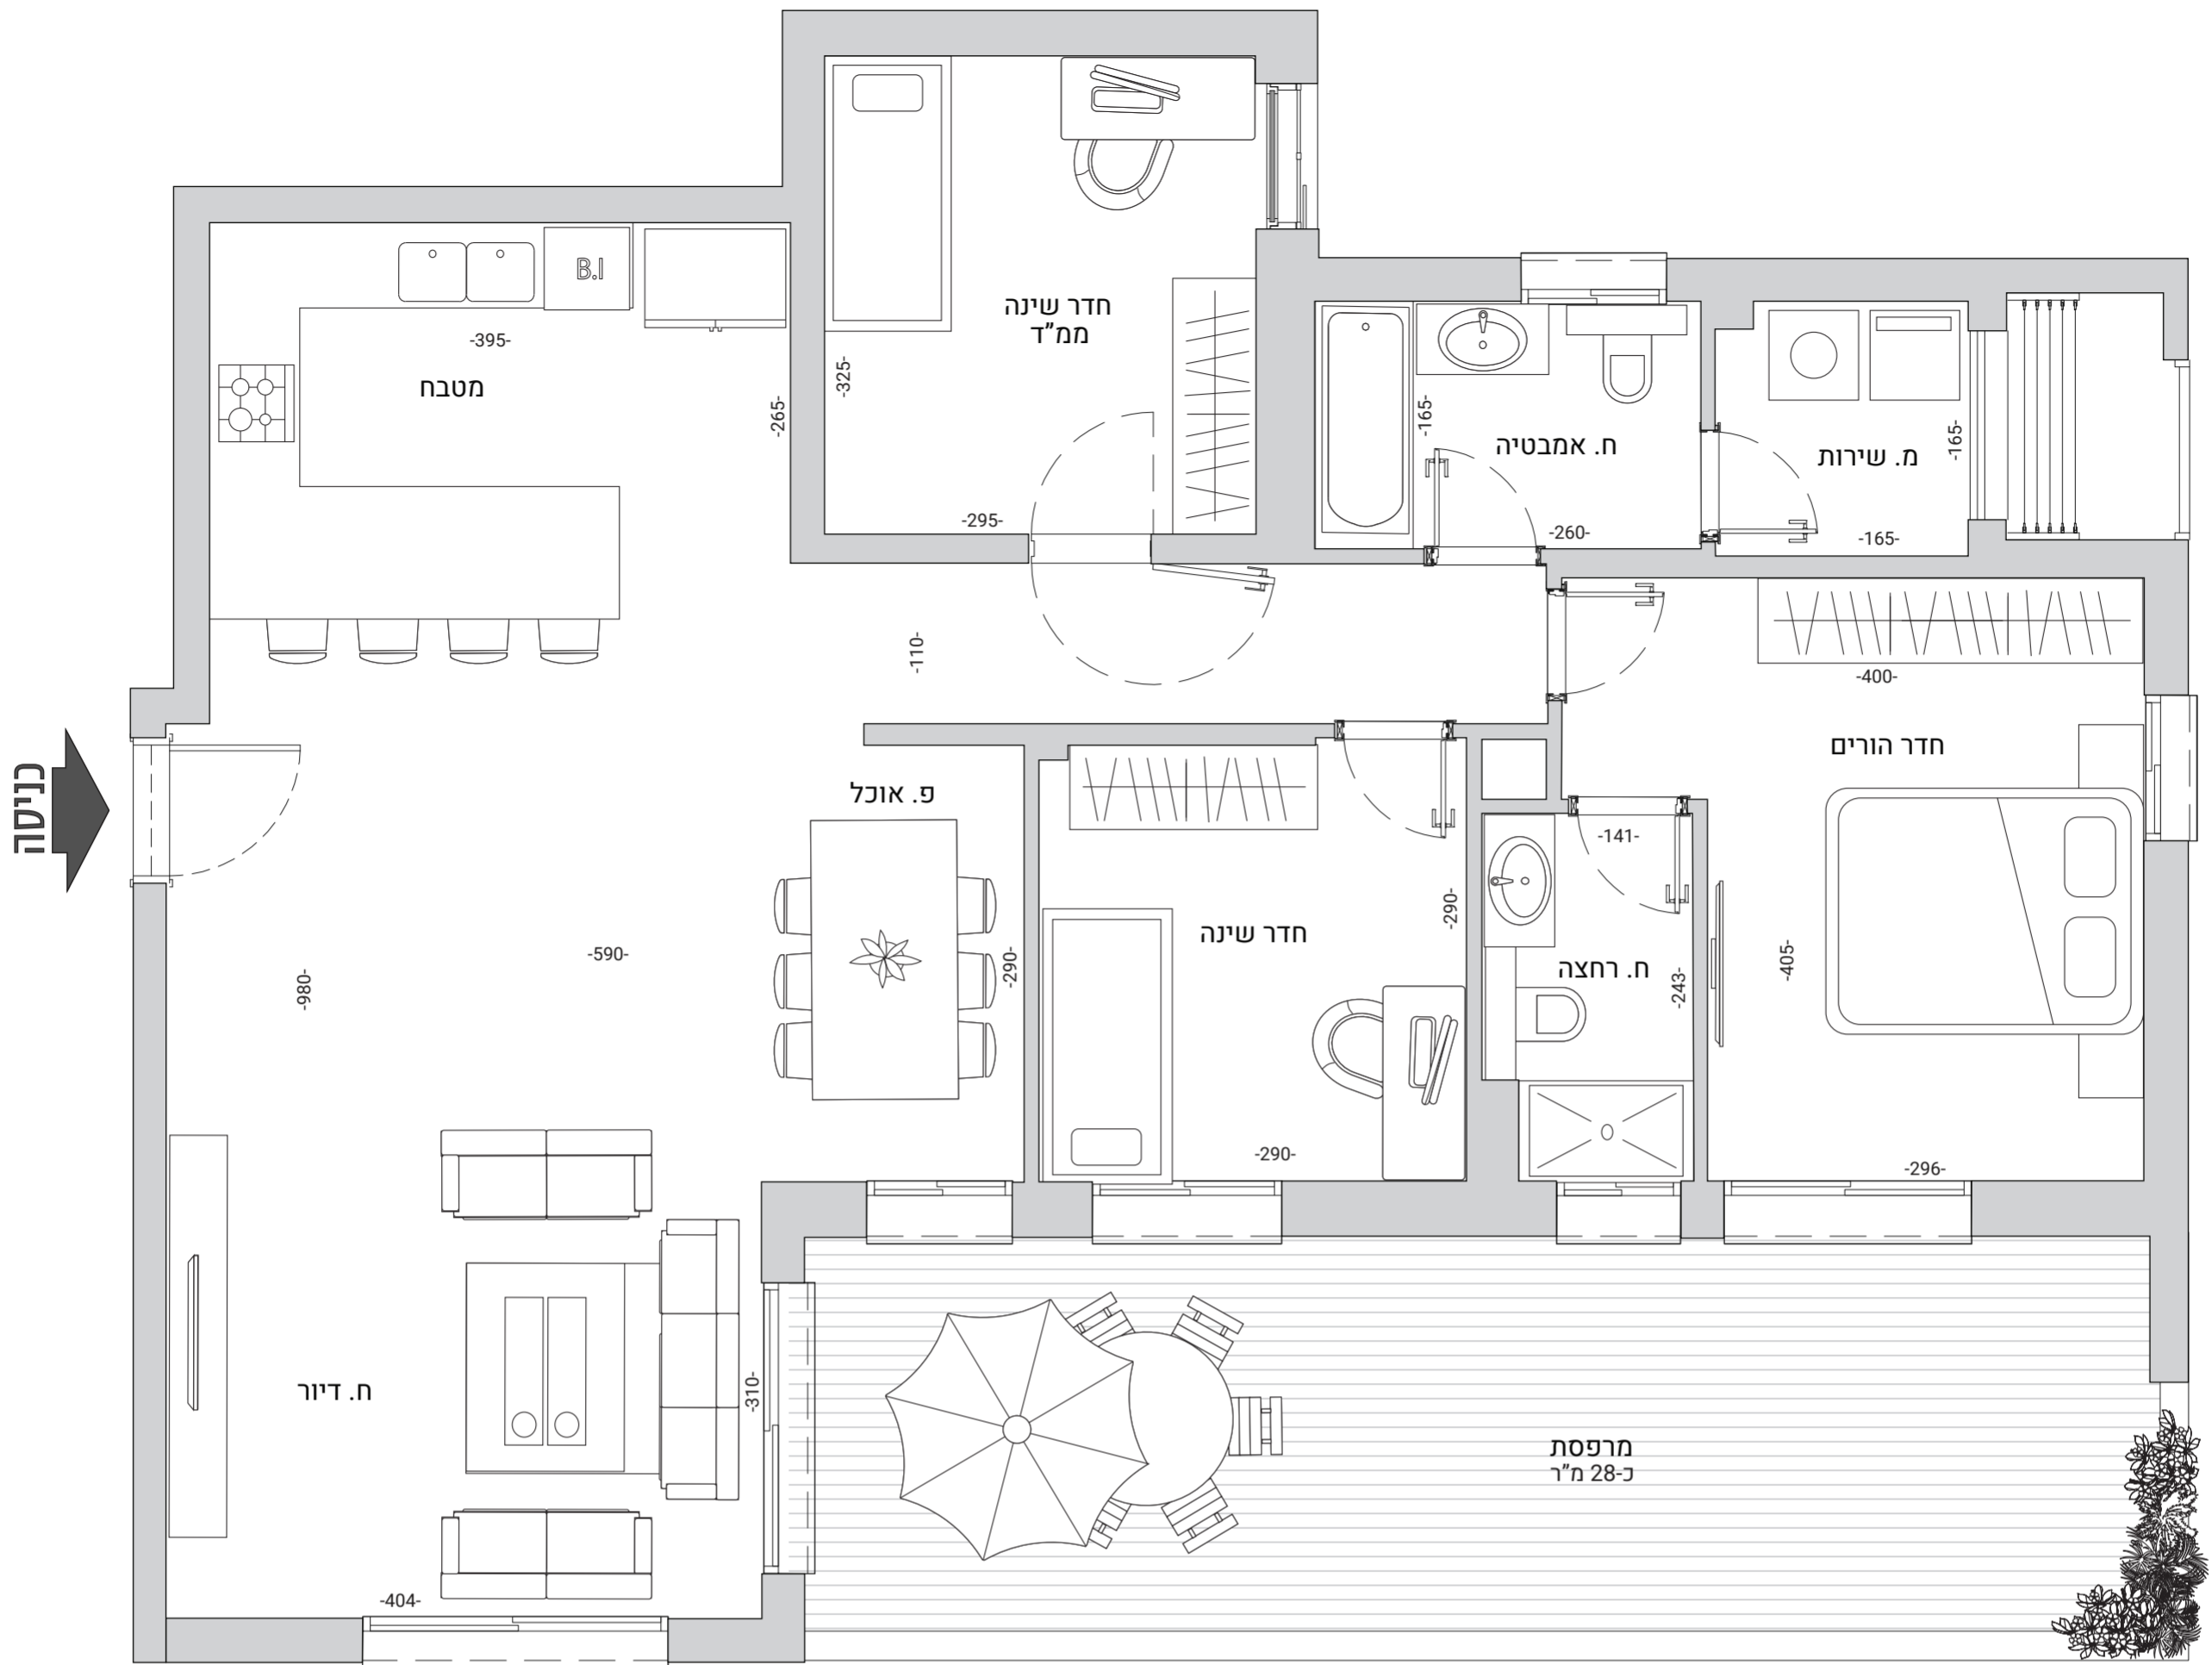 B.I
-395-
מטבח
-265-
חדר שינה
ממ"ד
-325-
-295-
-165-
ח. אמבטיה
-260-
מ. שירות
-165-
-165-
-110-
-400-
חדר הורים
כניסה
פ. אוכל
-141-
-290-
חדר שינה
-290-
ח. רחצה
-243-
-405-
-590-
-980-
-290-
-296-
ח. דיור
-310-
-404-
מרפסת
כ-28 מ"ר